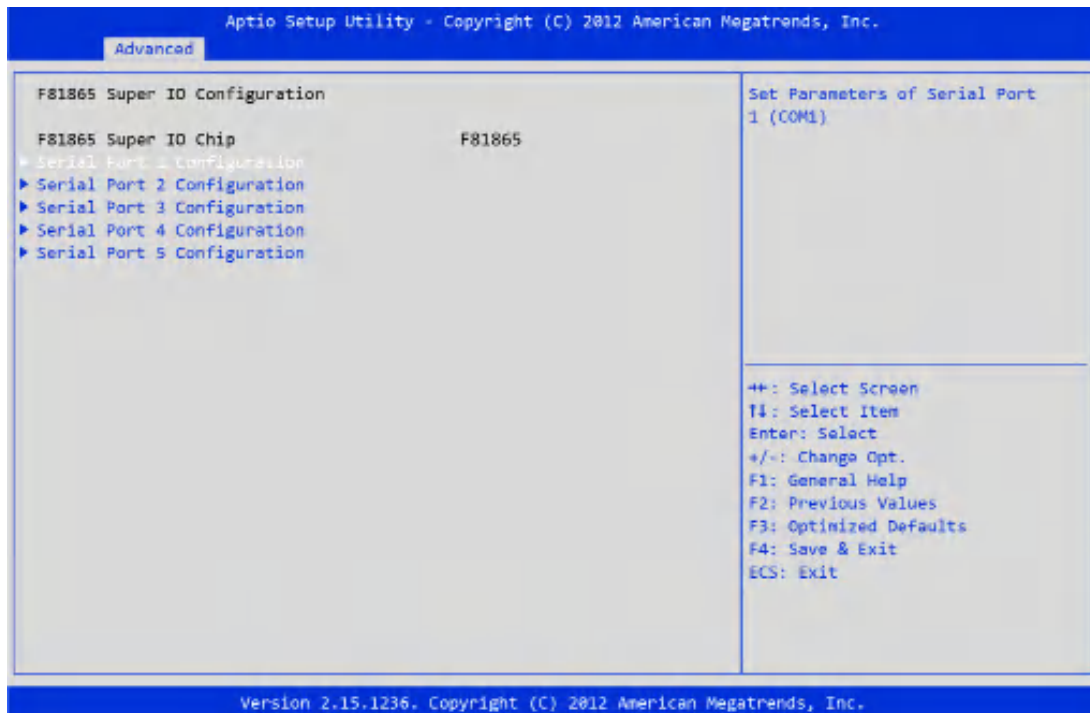 Aptio Setup Utility - Copyright (C) 2012 American Megatrends, Inc.
Advanced
F81865 Super IO Configuration
F81865 Super IO Chip F81865
▶ Serial Port 1 Configuration
▶ Serial Port 2 Configuration
▶ Serial Port 3 Configuration
▶ Serial Port 4 Configuration
▶ Serial Port 5 Configuration
Set Parameters of Serial Port
1 (COM1)
→←: Select Screen
↑↓: Select Item
Enter: Select
+/-: Change Opt.
F1: General Help
F2: Previous Values
F3: Optimized Defaults
F4: Save & Exit
ECS: Exit
Version 2.15.1236. Copyright (C) 2012 American Megatrends, Inc.